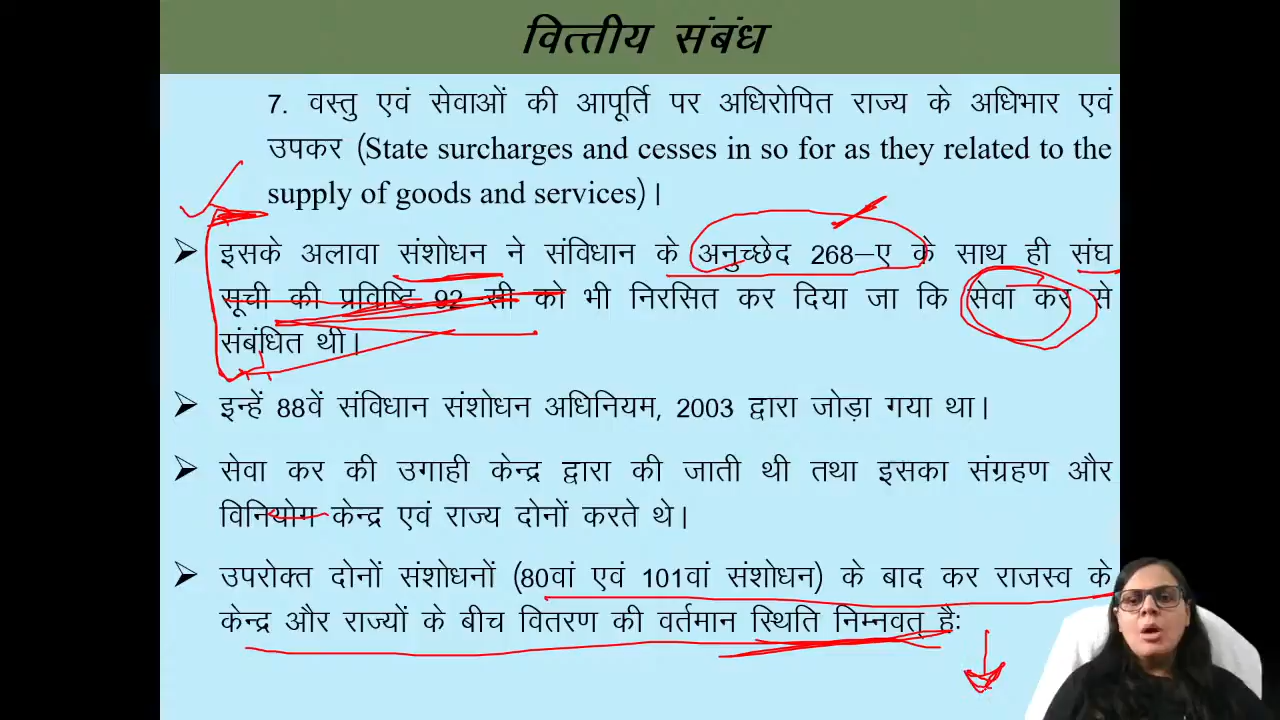 वित्तीय संबंध
7. वस्तु एवं सेवाओं की आपूर्ति पर अधिरोपित राज्य के अधिभार एवं
उपकर (State surcharges and cesses in so for as they related to the
supply of goods and services)।
➢ इसके अलावा संशोधन ने संविधान के अनुच्छेद 268–ए के साथ ही संघ
सूची की प्रविष्टि 92 सी को भी निरसित कर दिया जा कि सेवा कर से
संबंधित थी।
➢ इन्हें 88वें संविधान संशोधन अधिनियम, 2003 द्वारा जोड़ा गया था।
➢ सेवा कर की उगाही केन्द्र द्वारा की जाती थी तथा इसका संग्रहण और
विनियोग केन्द्र एवं राज्य दोनों करते थे।
➢ उपरोक्त दोनों संशोधनों (80वां एवं 101वां संशोधन) के बाद कर राजस्व के
केन्द्र और राज्यों के बीच वितरण की वर्तमान स्थिति निम्नवत् हैः